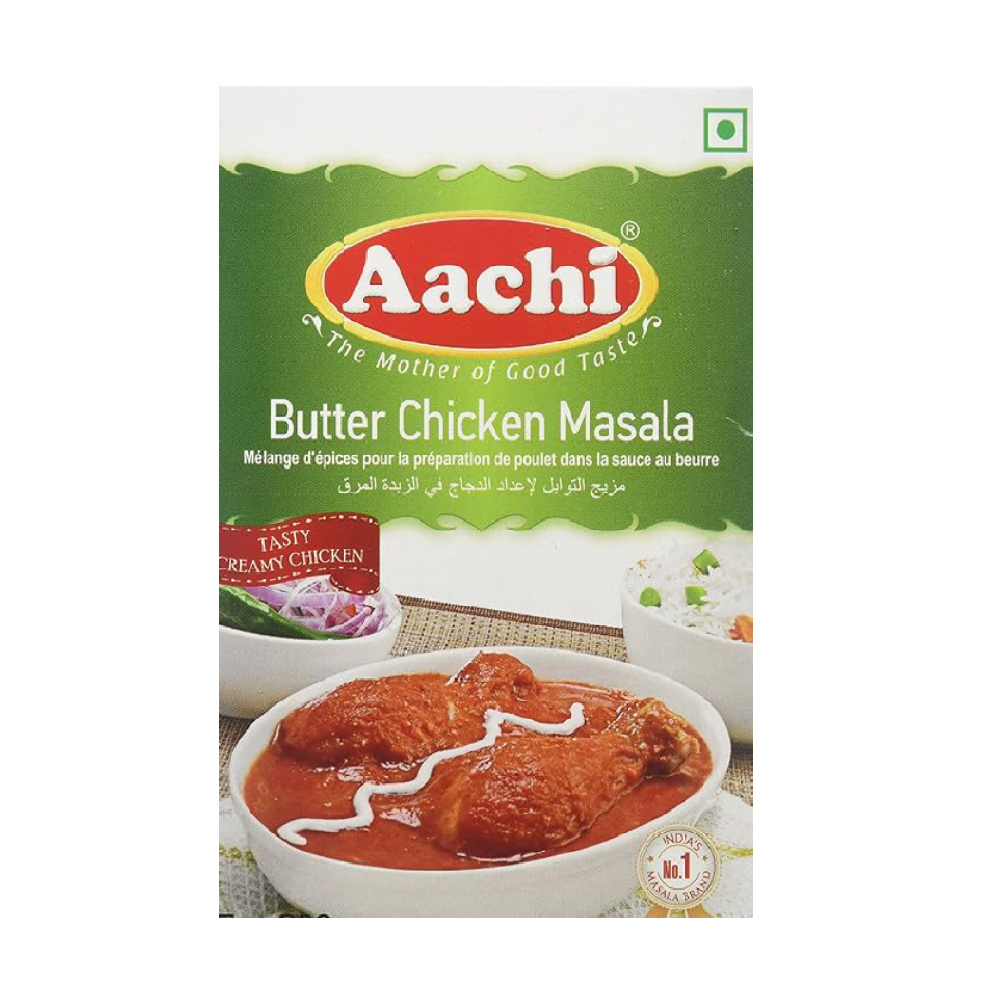 Aachi®
The Mother of Good Taste
Butter Chicken Masala
Mélange d'épices pour la préparation de poulet dans la sauce au beurre
مزيج التوابل لإعداد الدجاج في الزبدة المرق
TASTY
CREAMY CHICKEN
INDIA'S
No.1
MASALA BRAND